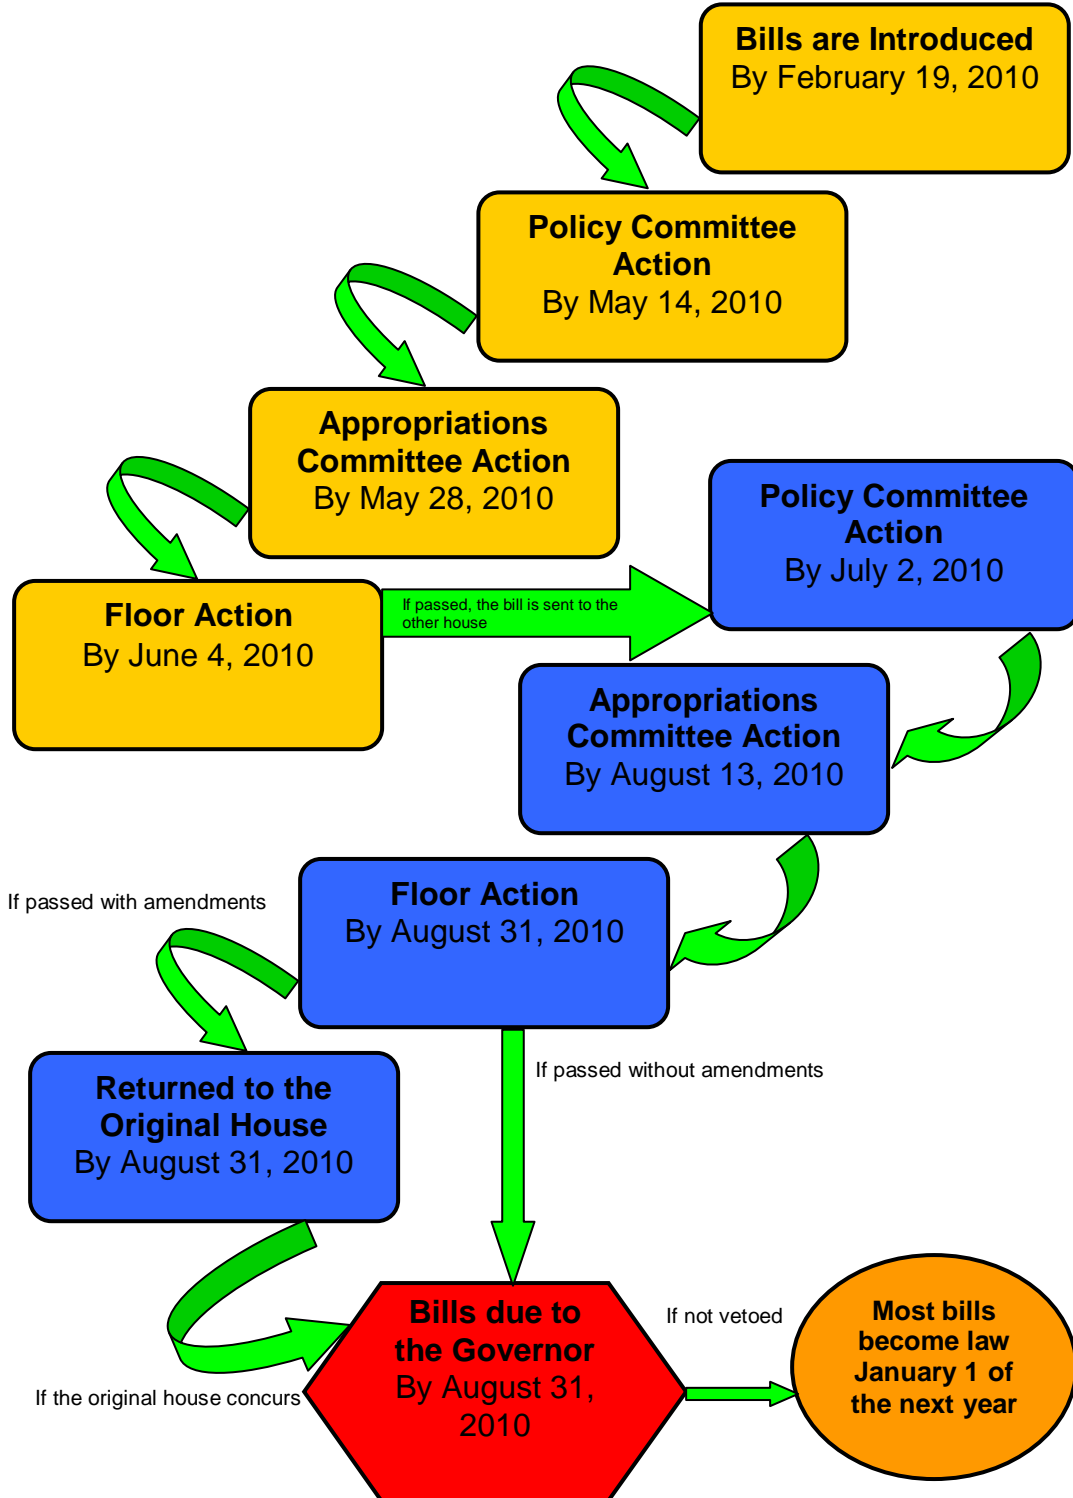 Bills are Introduced
By February 19, 2010
Policy Committee
Action
By May 14, 2010
Appropriations
Committee Action
By May 28, 2010
Floor Action
By June 4, 2010
If passed, the bill is sent to the
other house
Policy Committee
Action
By July 2, 2010
Appropriations
Committee Action
By August 13, 2010
Floor Action
By August 31, 2010
If passed with amendments
Returned to the
Original House
By August 31, 2010
If passed without amendments
If the original house concurs
Bills due to
the Governor
By August 31,
2010
If not vetoed
Most bills
become law
January 1 of
the next year